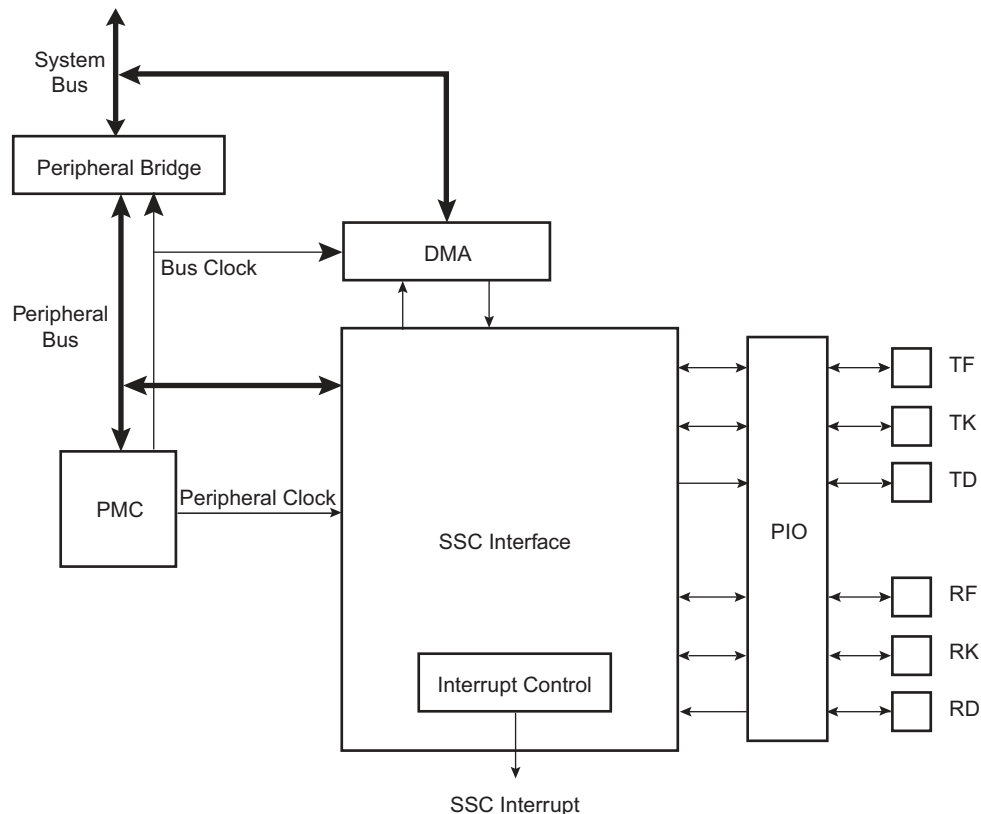 System
Bus
Peripheral Bridge
Bus Clock
DMA
Peripheral
Bus
PMC
Peripheral Clock
SSC Interface
Interrupt Control
SSC Interrupt
PIO
TF
TK
TD
RF
RK
RD